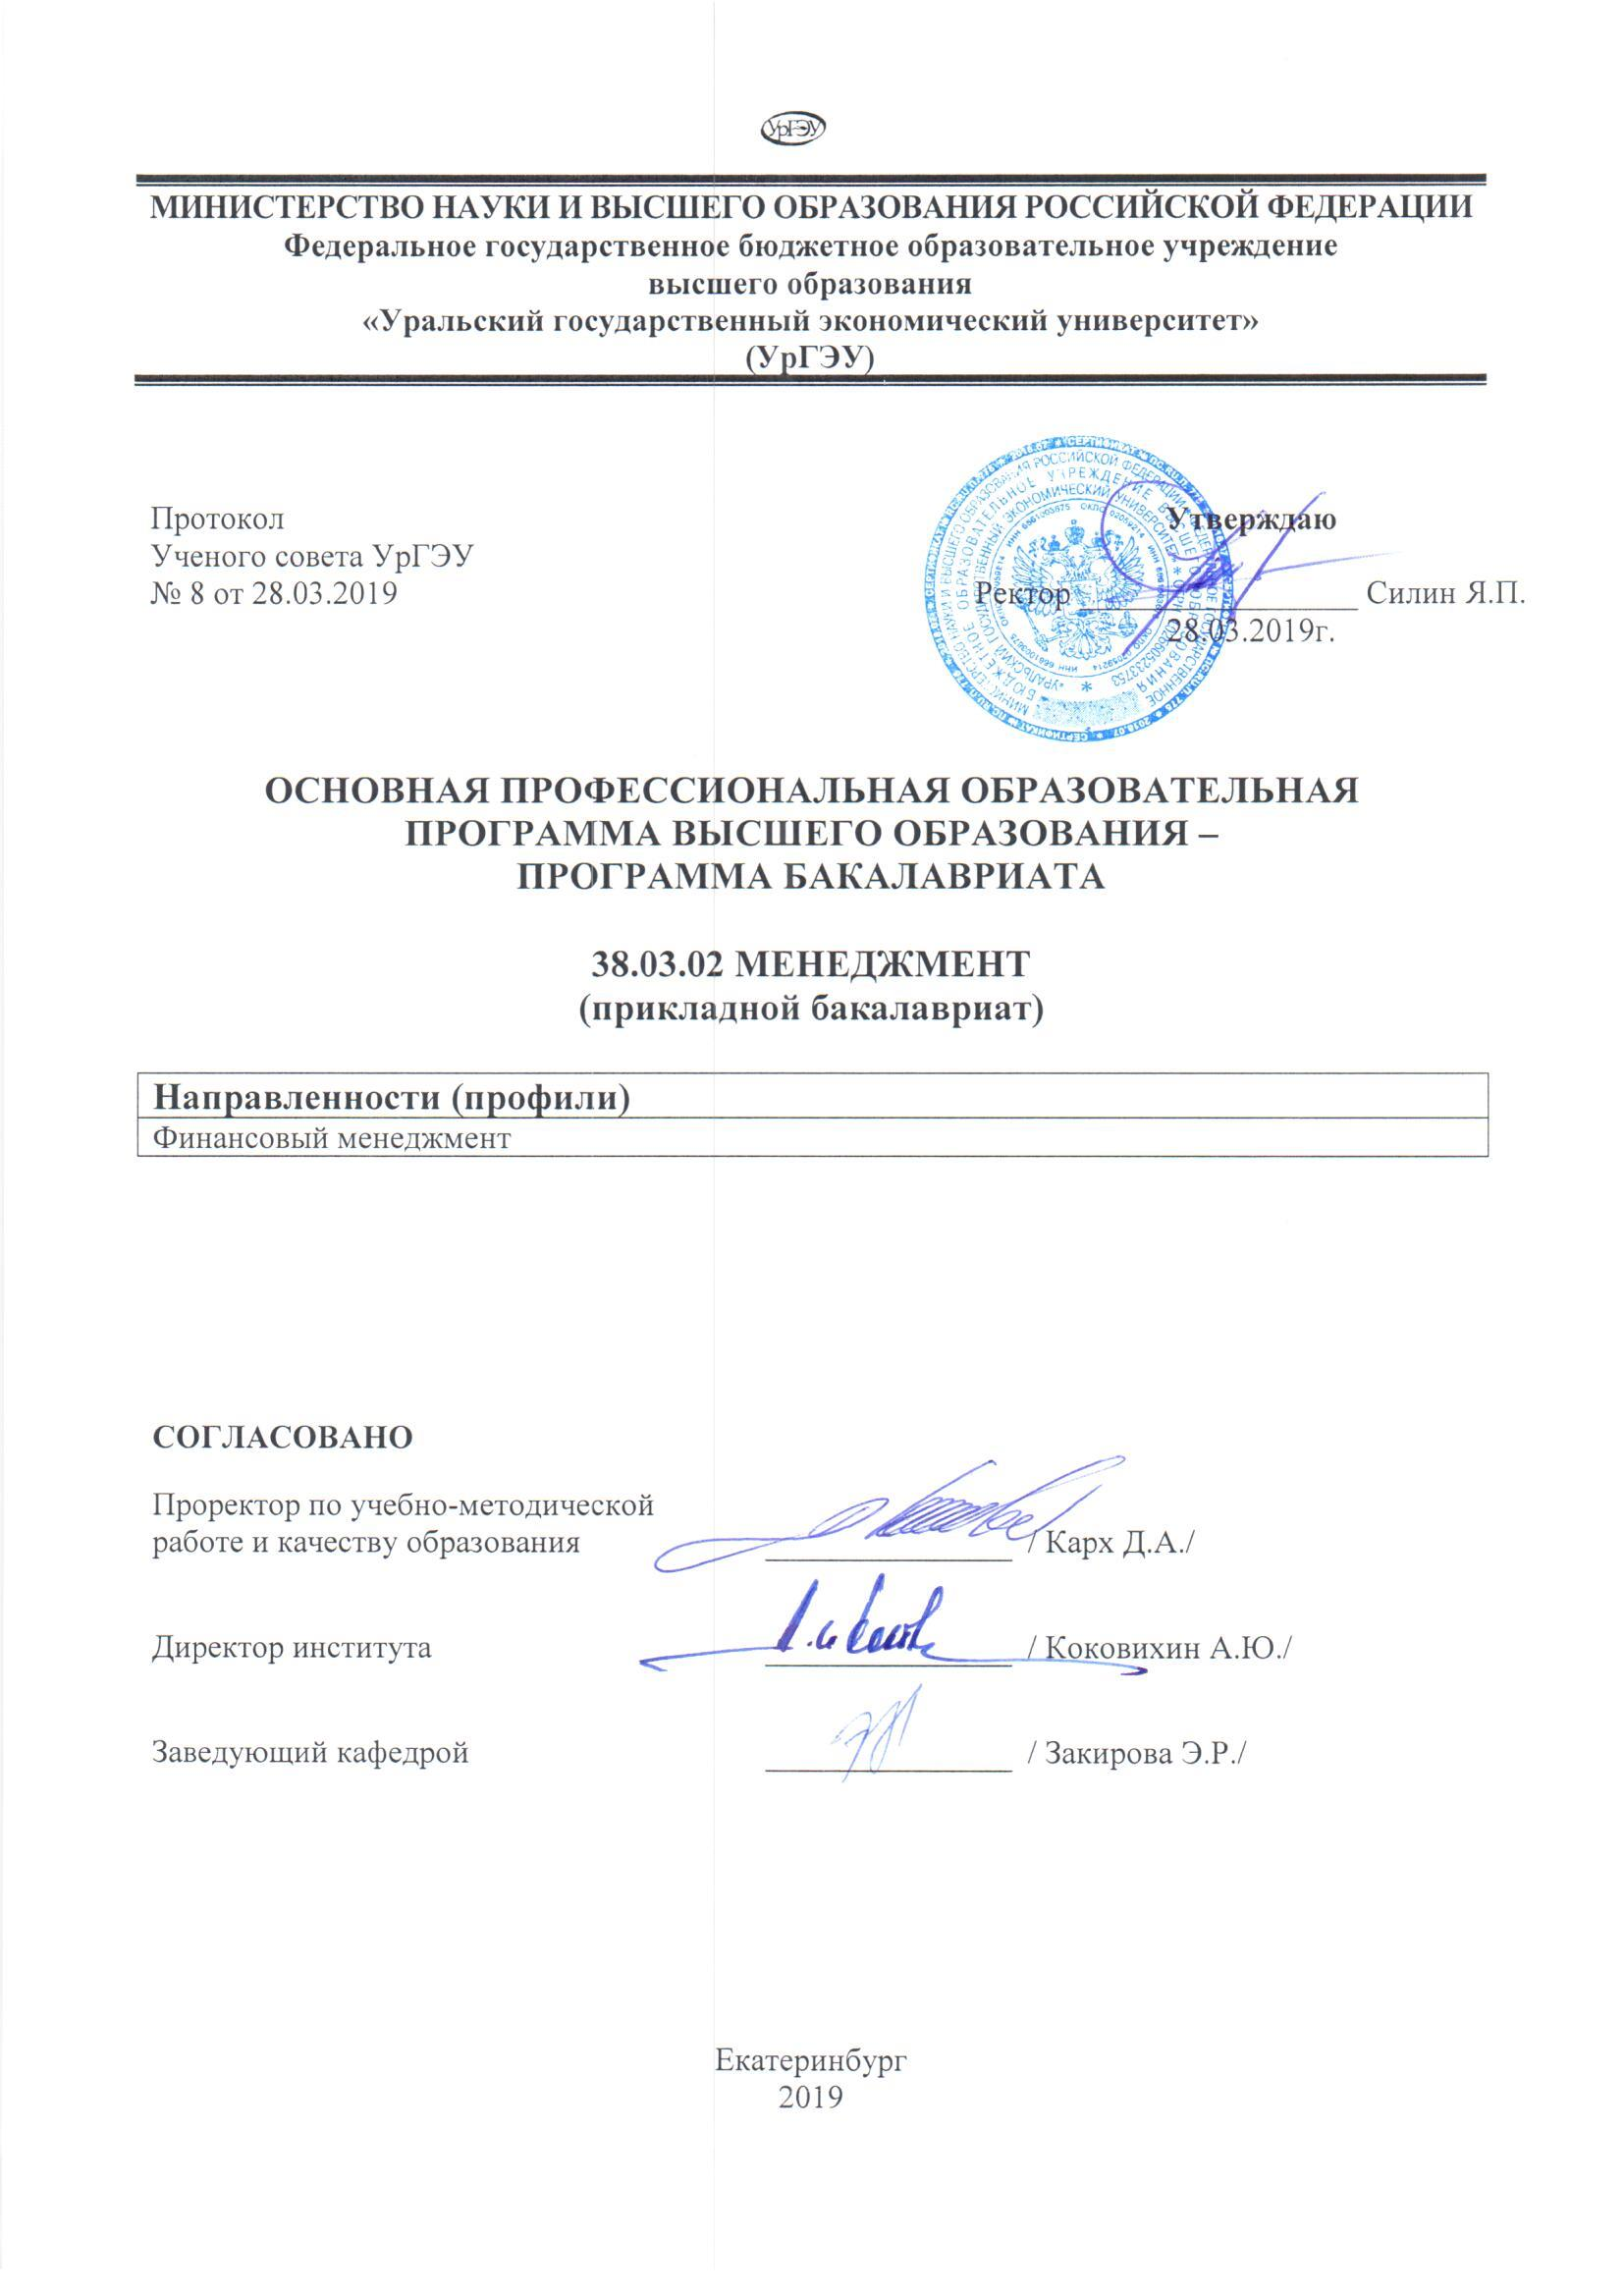 УрГЭУ
МИНИСТЕРСТВО НАУКИ И ВЫСШЕГО ОБРАЗОВАНИЯ РОССИЙСКОЙ ФЕДЕРАЦИИ
Федеральное государственное бюджетное образовательное учреждение
высшего образования
«Уральский государственный экономический университет»
(УрГЭУ)
Протокол
Ученого совета УрГЭУ
№ 8 от 28.03.2019
Утверждаю
Ректор Силин Я.П.
28.03.2019г.
ОСНОВНАЯ ПРОФЕССИОНАЛЬНАЯ ОБРАЗОВАТЕЛЬНАЯ
ПРОГРАММА ВЫСШЕГО ОБРАЗОВАНИЯ –
ПРОГРАММА БАКАЛАВРИАТА
38.03.02 МЕНЕДЖМЕНТ
(прикладной бакалавриат)
Направленности (профили)
Финансовый менеджмент
СОГЛАСОВАНО
Проректор по учебно-методической
работе и качеству образования / Карх Д.А./
Директор института / Коковихин А.Ю./
Заведующий кафедрой / Закирова Э.Р./
Екатеринбург
2019